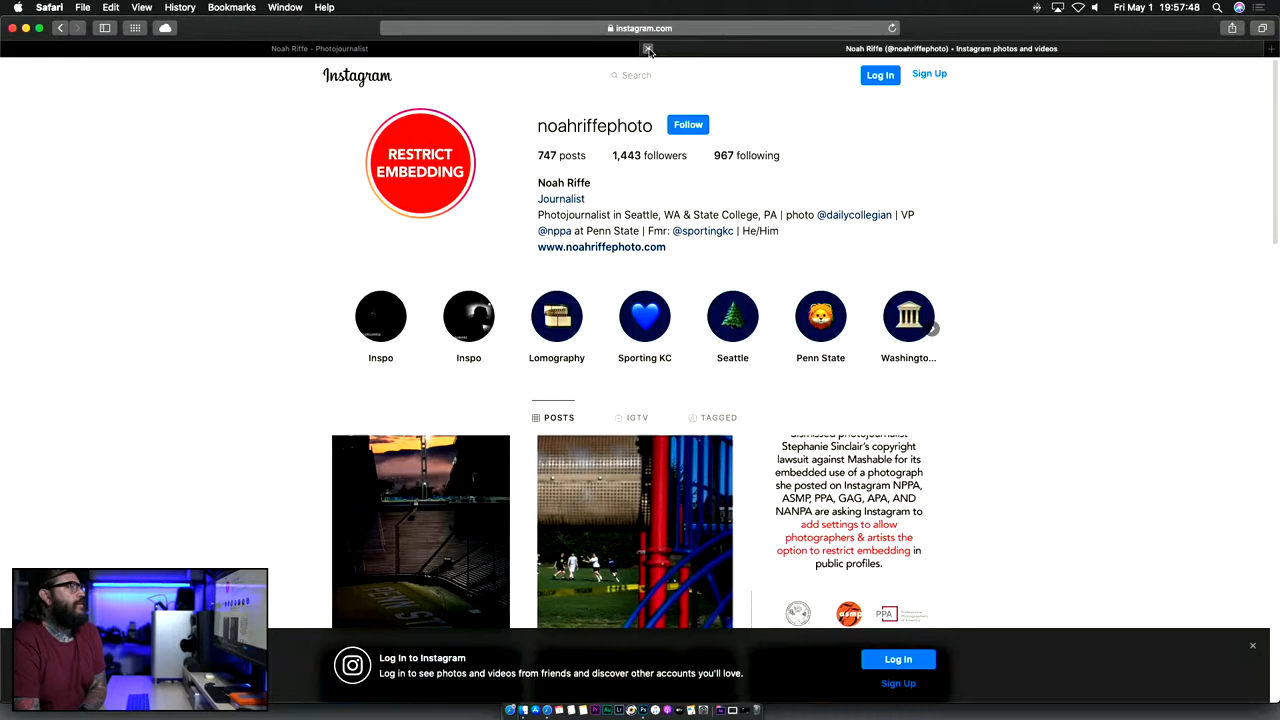 Safari File Edit View History Bookmarks Window Help
Fri May 1 19:57:48
instagram.com
Noah Riffe - Photojournalist
Noah Riffe (@noahriffephoto) • Instagram photos and videos
Instagram
Search
Log In
Sign Up
RESTRICT
EMBEDDING
noahriffephoto
Follow
747 posts
1,443 followers
967 following
Noah Riffe
Journalist
Photojournalist in Seattle, WA & State College, PA | photo @dailycollegian | VP
@nppa at Penn State | Fmr: @sportingkc | He/Him
www.noahriffephoto.com
Inspo
Inspo
Lomography
Sporting KC
Seattle
Penn State
Washingto...
POSTS
IGTV
TAGGED
dismissed photojournalist
Stephanie Sinclair's copyright
lawsuit against Mashable for its
embedded use of a photograph
she posted on Instagram NPPA,
ASMP, PPA, GAG, APA, AND
NANPA are asking Instagram to
add settings to allow
photographers & artists the
option to restrict embedding in
public profiles.
asmp
PPA
Log In to Instagram
Log in to see photos and videos from friends and discover other accounts you'll love.
Log In
Sign Up